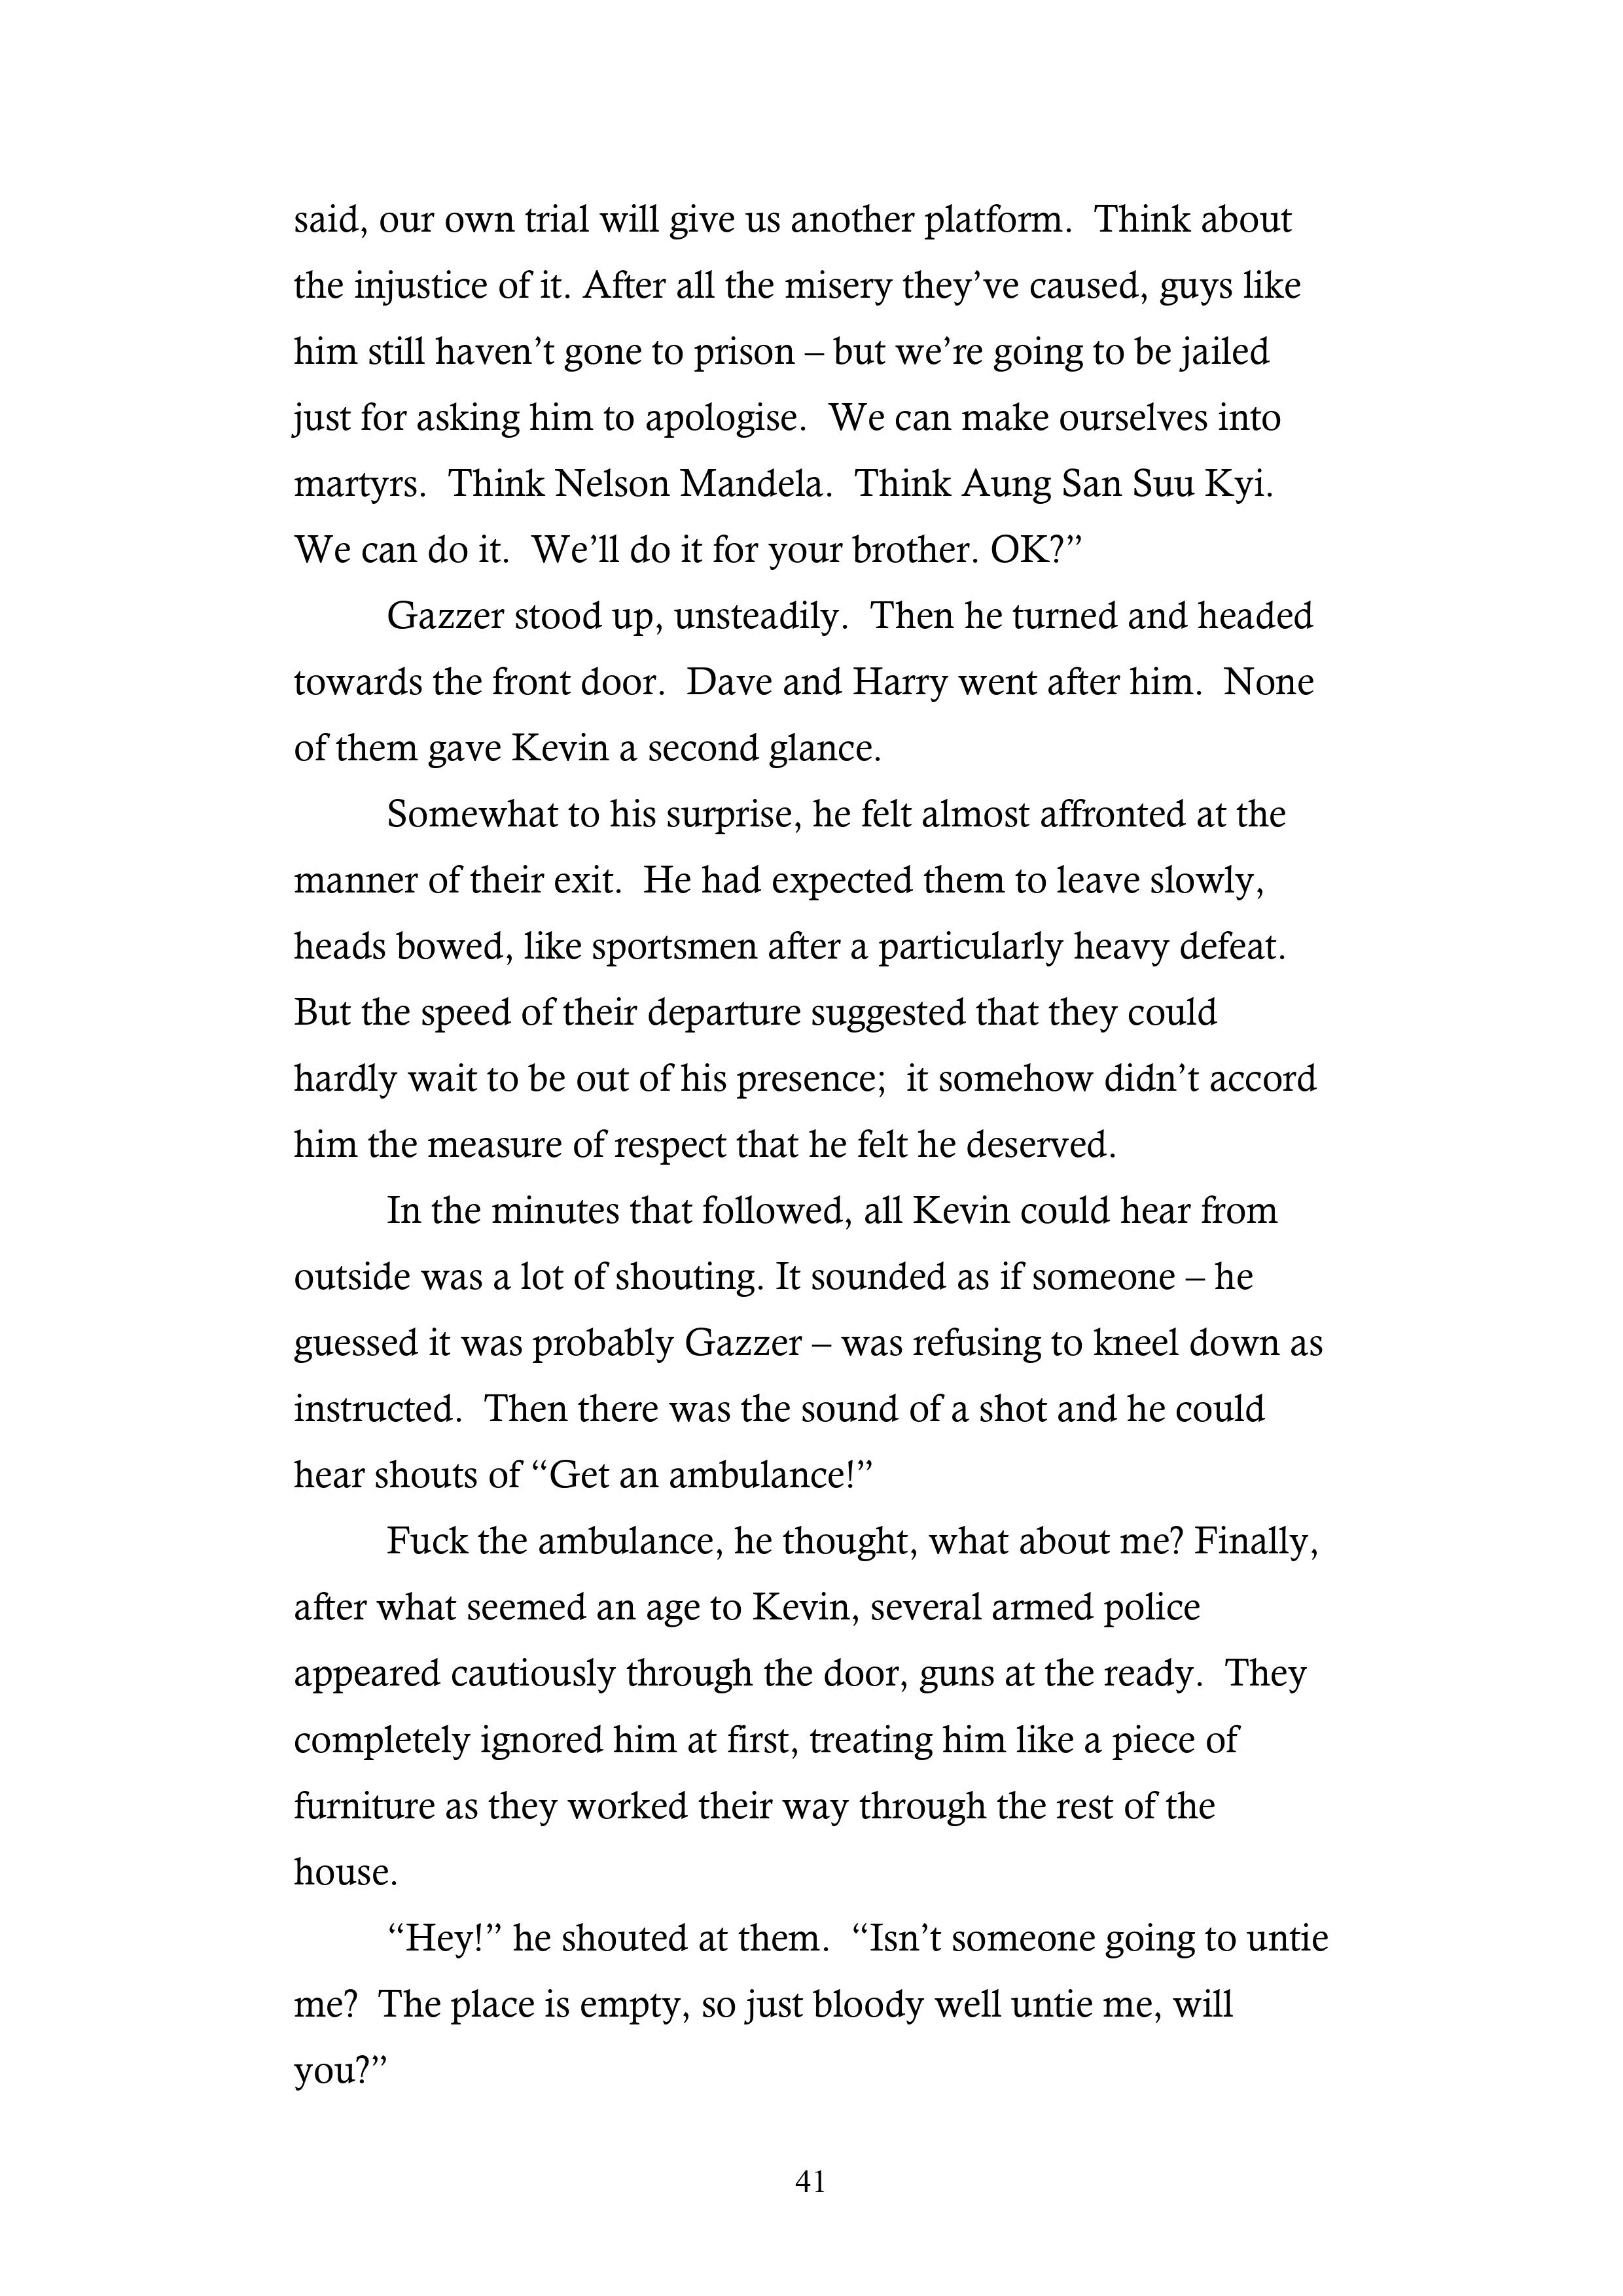 said, our own trial will give us another platform.  Think about
the injustice of it. After all the misery they’ve caused, guys like
him still haven’t gone to prison – but we’re going to be jailed
just for asking him to apologise.  We can make ourselves into
martyrs.  Think Nelson Mandela.  Think Aung San Suu Kyi.
We can do it.  We’ll do it for your brother. OK?”
Gazzer stood up, unsteadily.  Then he turned and headed
towards the front door.  Dave and Harry went after him.  None
of them gave Kevin a second glance.
Somewhat to his surprise, he felt almost affronted at the
manner of their exit.  He had expected them to leave slowly,
heads bowed, like sportsmen after a particularly heavy defeat.
But the speed of their departure suggested that they could
hardly wait to be out of his presence;  it somehow didn’t accord
him the measure of respect that he felt he deserved.
In the minutes that followed, all Kevin could hear from
outside was a lot of shouting. It sounded as if someone – he
guessed it was probably Gazzer – was refusing to kneel down as
instructed.  Then there was the sound of a shot and he could
hear shouts of “Get an ambulance!”
Fuck the ambulance, he thought, what about me? Finally,
after what seemed an age to Kevin, several armed police
appeared cautiously through the door, guns at the ready.  They
completely ignored him at first, treating him like a piece of
furniture as they worked their way through the rest of the
house.
“Hey!” he shouted at them.  “Isn’t someone going to untie
me?  The place is empty, so just bloody well untie me, will
you?”
41